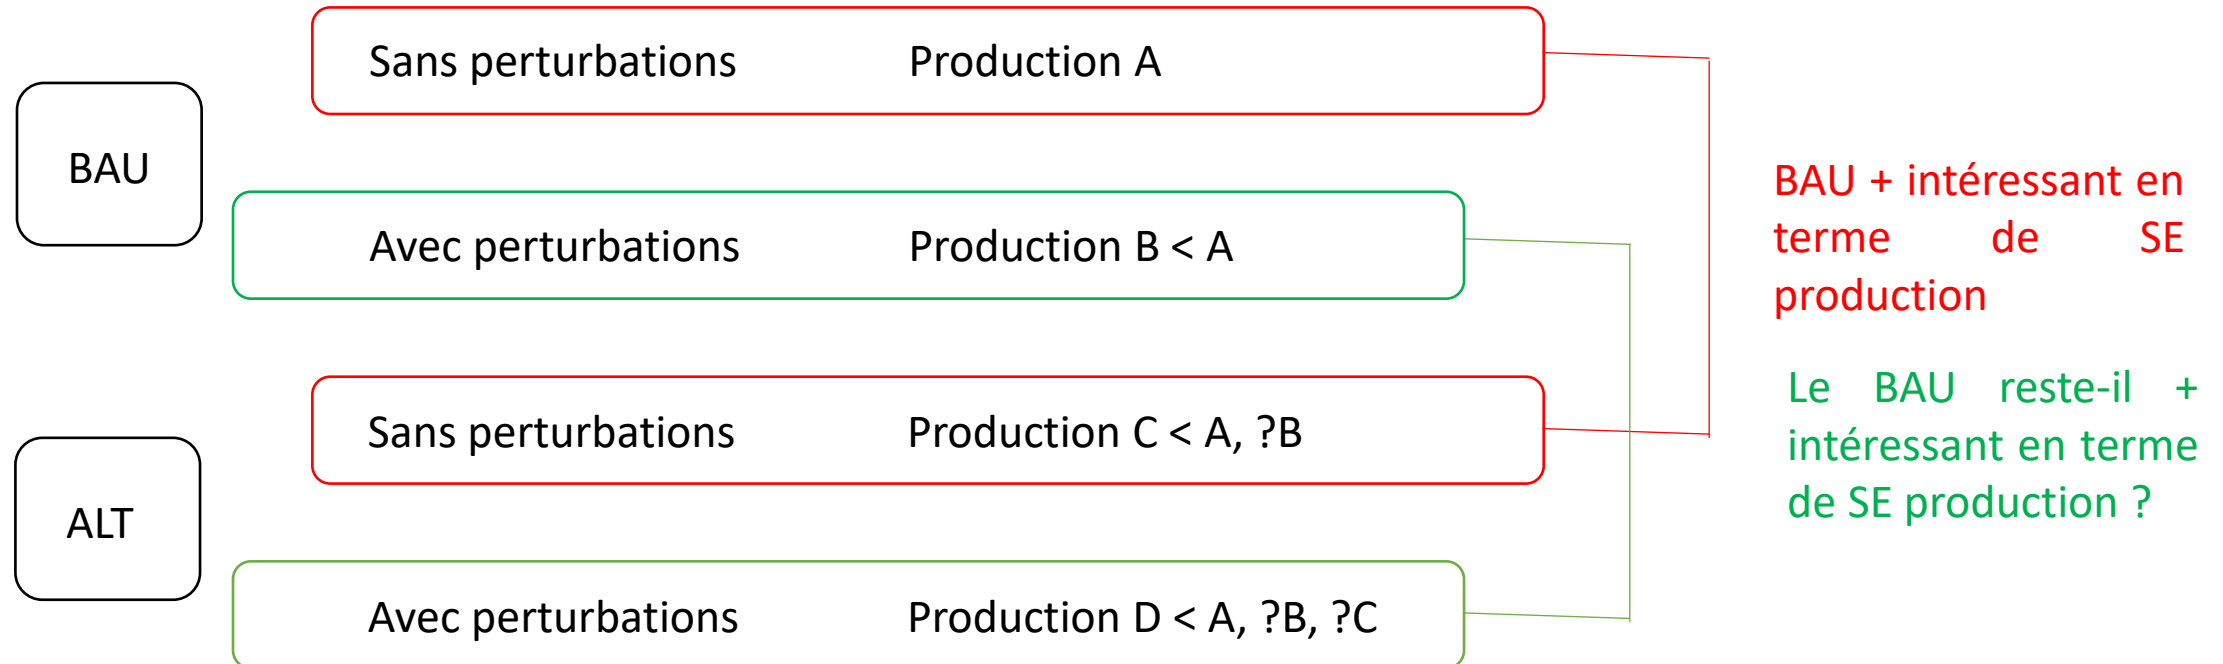 Sans perturbations Production A
BAU
Avec perturbations Production B < A
Sans perturbations Production C < A, ?B
ALT
Avec perturbations Production D < A, ?B, ?C
BAU + intéressant en
terme de SE
production
Le BAU reste-il +
intéressant en terme
de SE production ?